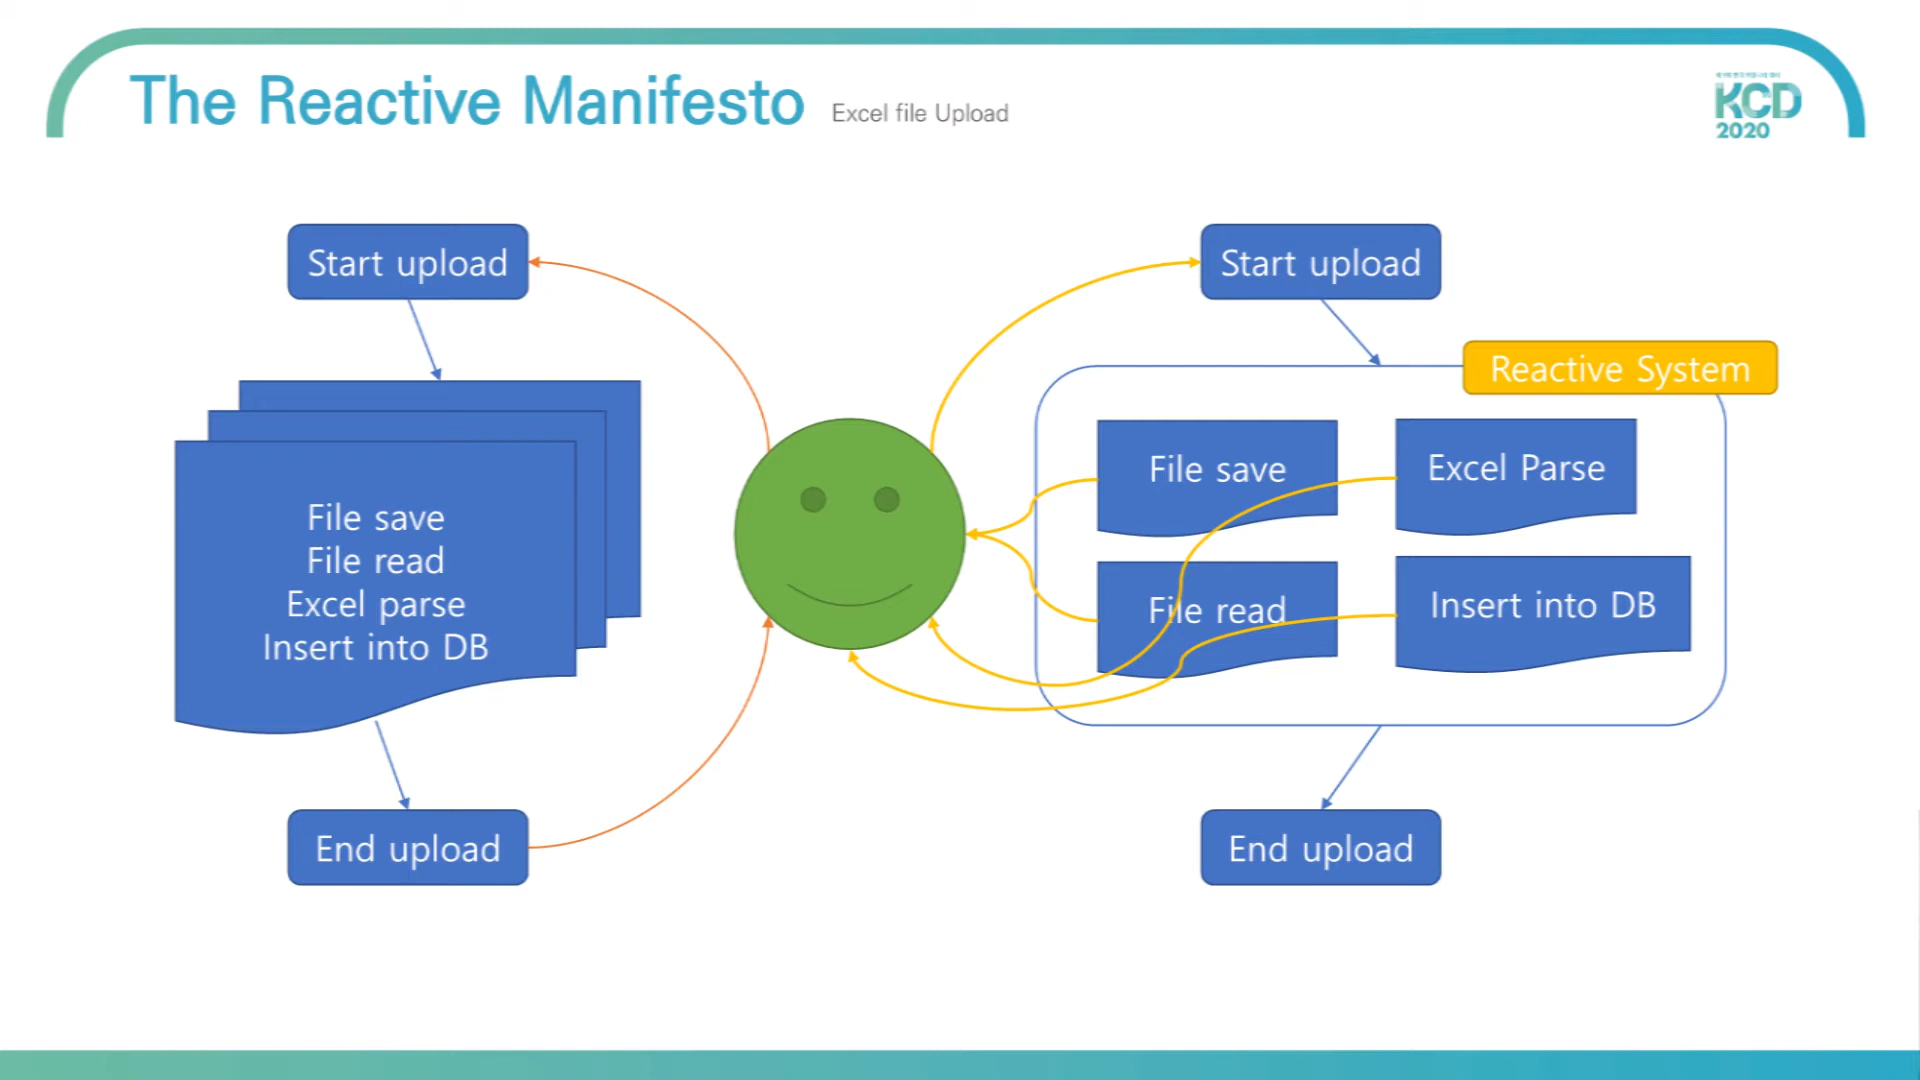 The Reactive Manifesto
Excel file Upload
KCD
2020
Start upload
File save
File read
Excel parse
Insert into DB
End upload
Start upload
Reactive System
File save
Excel Parse
File read
Insert into DB
End upload